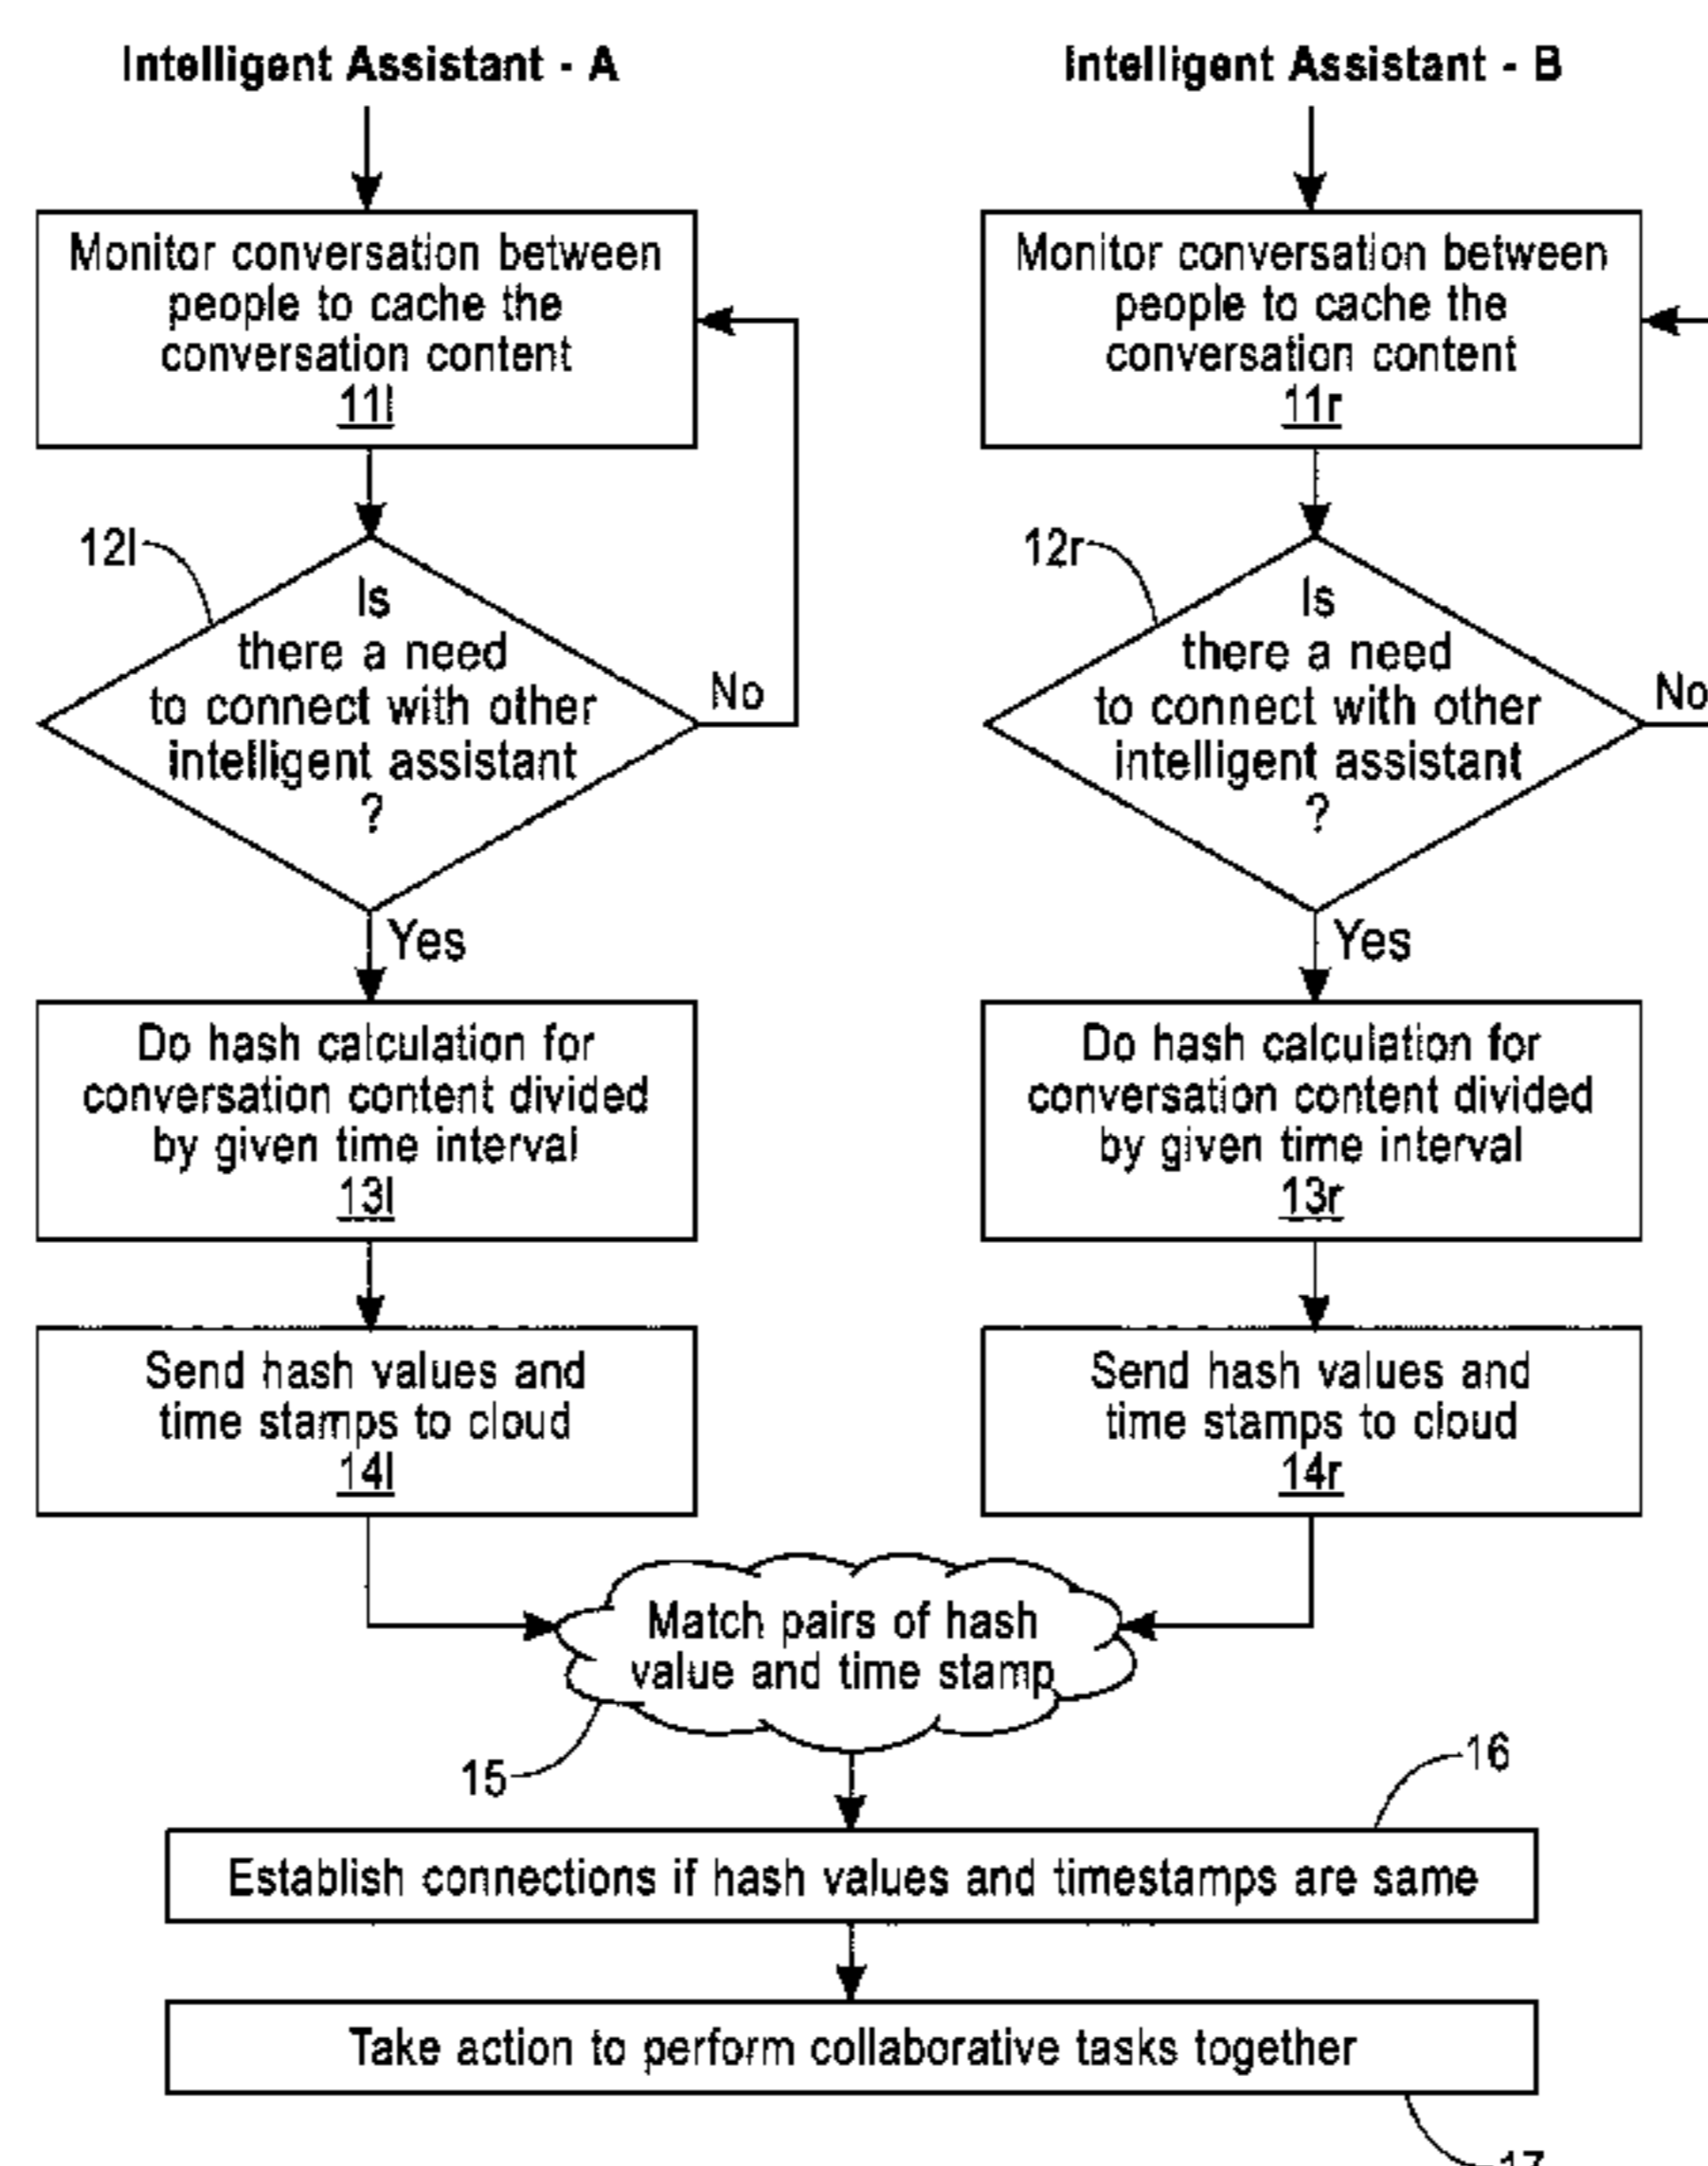 Intelligent Assistant - A
Monitor conversation between
people to cache the
conversation content
11l
12l
Is
there a need
to connect with other
intelligent assistant
?
No
Yes
Do hash calculation for
conversation content divided
by given time interval
13l
Send hash values and
time stamps to cloud
14l
Intelligent Assistant - B
Monitor conversation between
people to cache the
conversation content
11r
12r
Is
there a need
to connect with other
intelligent assistant
?
No
Yes
Do hash calculation for
conversation content divided
by given time interval
13r
Send hash values and
time stamps to cloud
14r
Match pairs of hash
value and time stamp
15
16
Establish connections if hash values and timestamps are same
Take action to perform collaborative tasks together
17